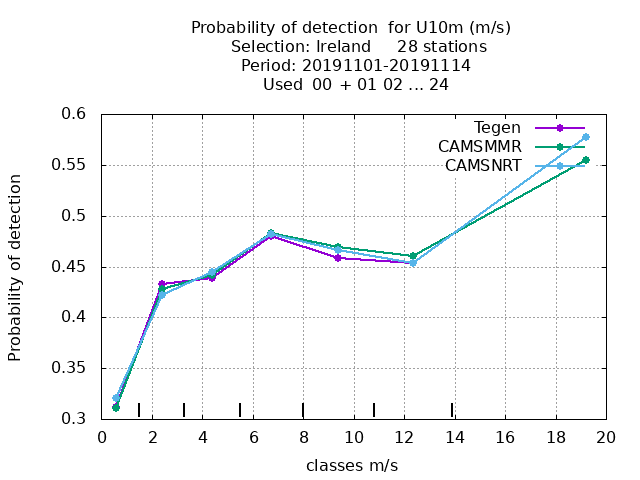 Probability of detection  for U10m (m/s)
Selection: Ireland     28 stations
Period: 20191101-20191114
Used  00  + 01 02 ... 24
Probability of detection
0.6
0.55
0.5
0.45
0.4
0.35
0.3
Tegen
CAMSMMR
CAMSNRT
0 2 4 6 8 10 12 14 16 18 20
classes m/s